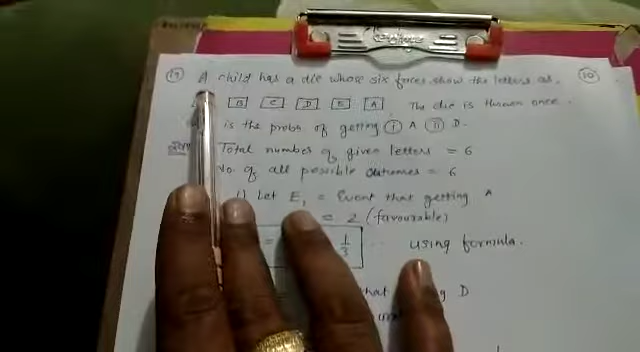 (19) A child has a die whose six faces show the letters as. (10)
B C D E A The die is thrown once.
is the prob. of getting (i) A (ii) D.
Total number of given letters = 6
No of all possible outcomes = 6
1) Let E1 = Event that getting A
= 2 (favourable)
= 1/3 using formula.
D